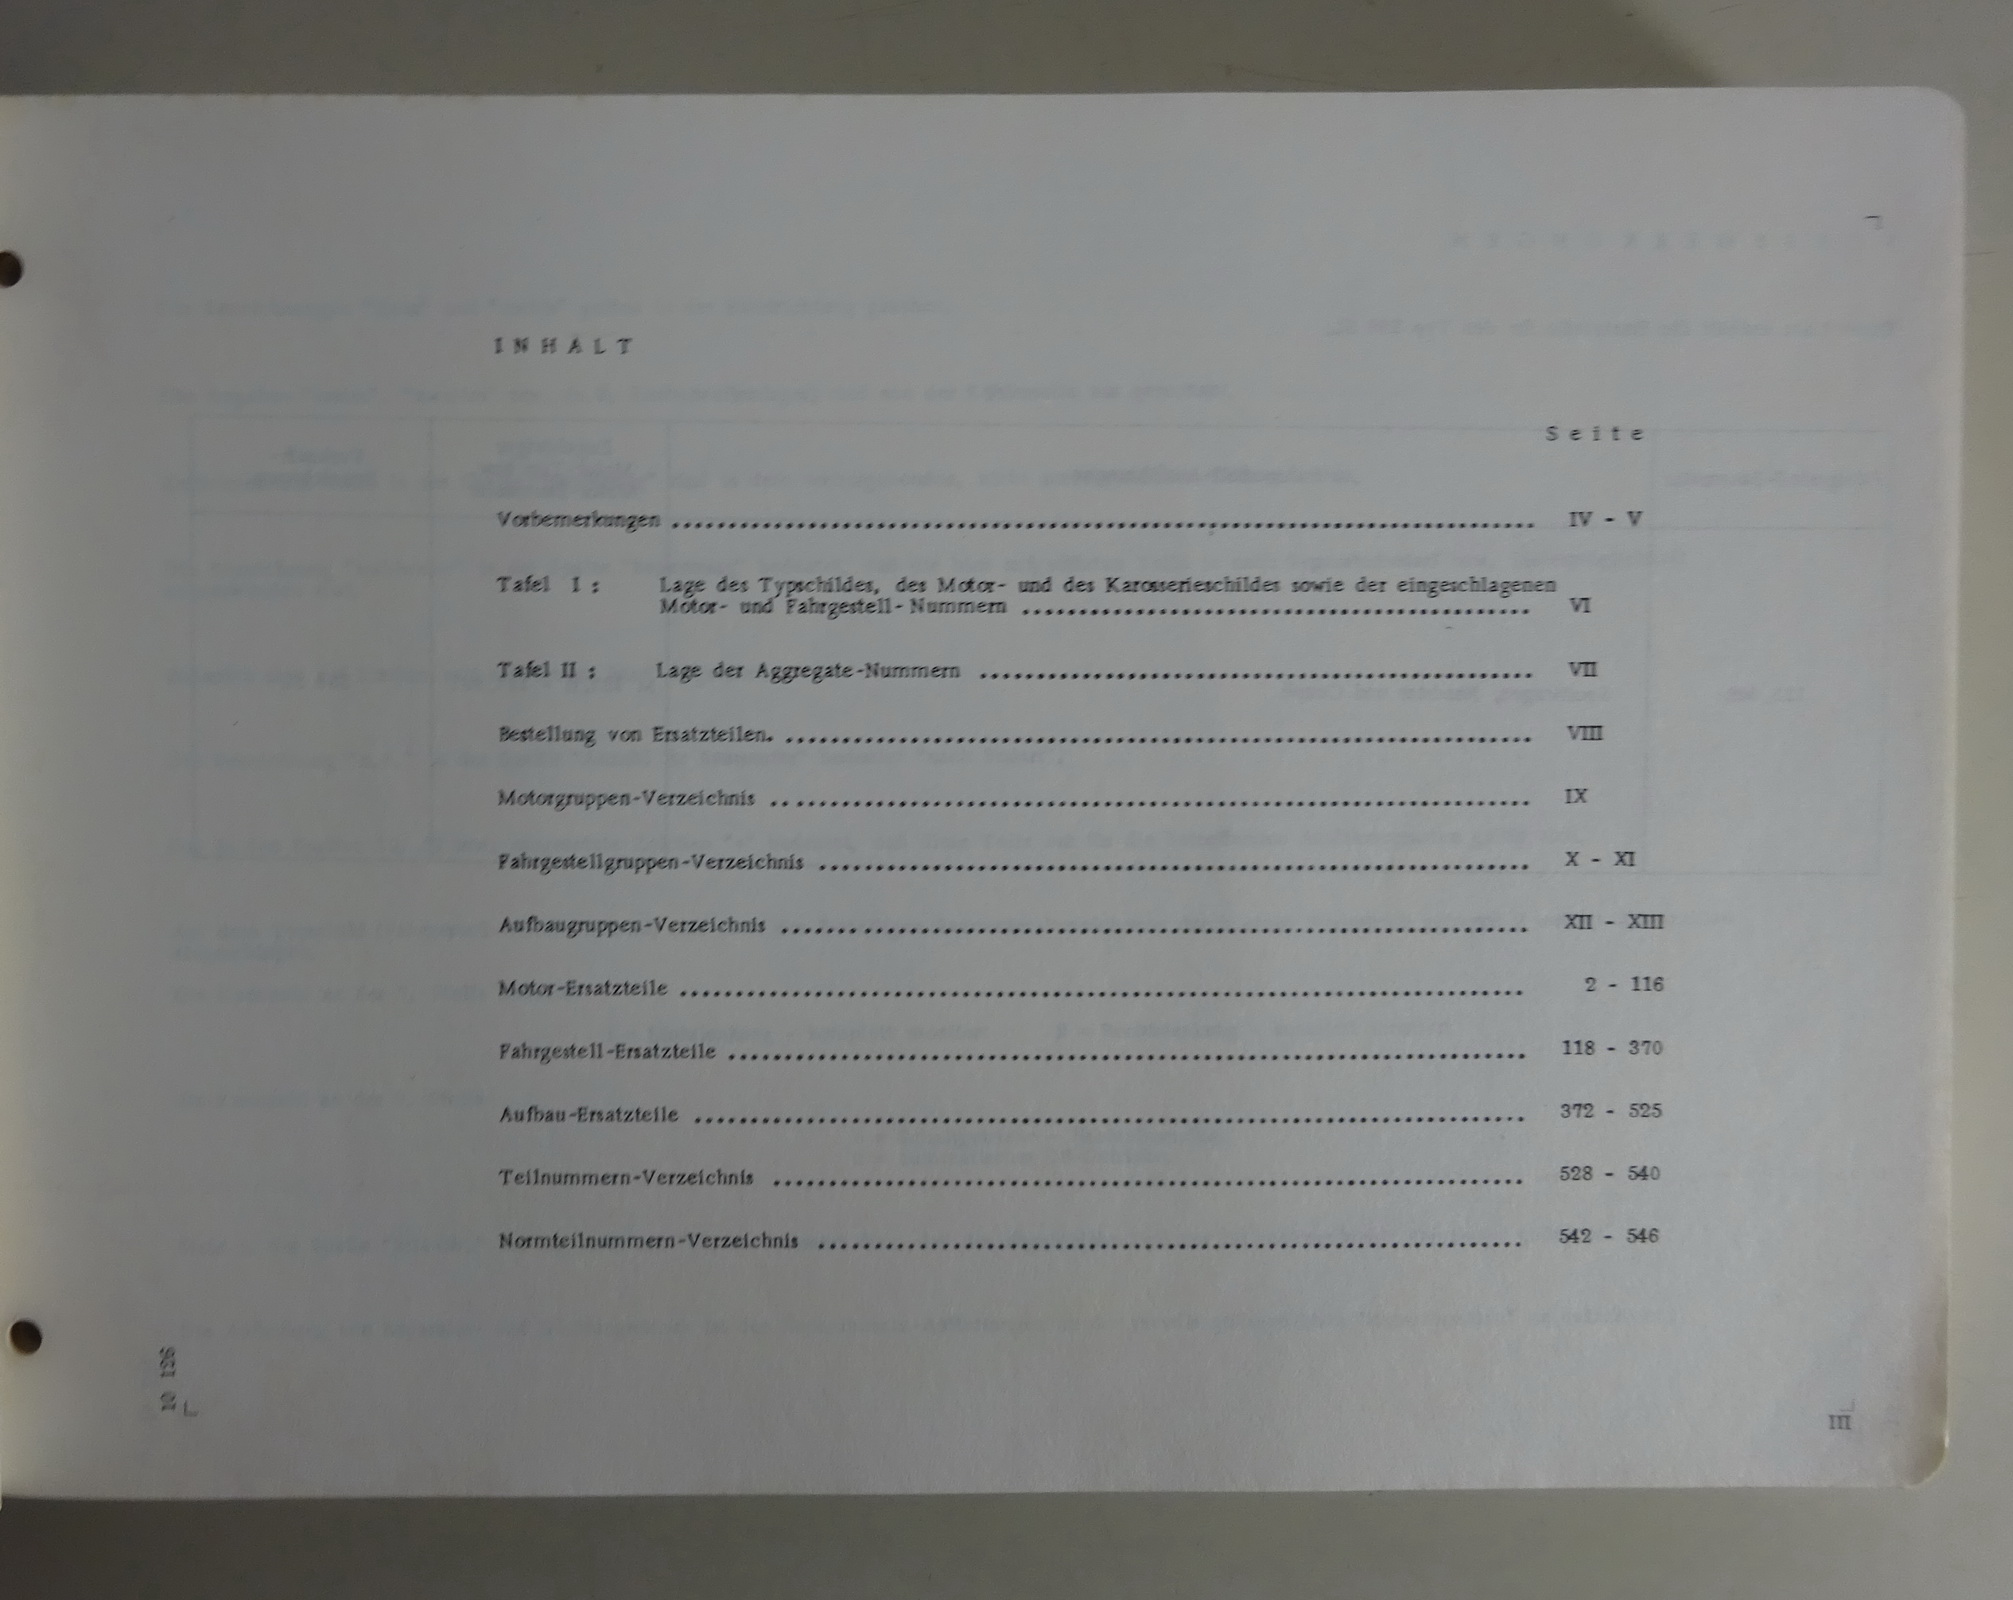 INHALT
Seite
Vorbemerkungen ........ IV - V
Tafel I : Lage des Typschildes, des Motor- und des Karosserieschildes sowie der eingeschlagenen
Motor- und Fahrgestell-Nummern ........ VI
Tafel II : Lage der Aggregate-Nummern ........ VII
Bestellung von Ersatzteilen. ........ VIII
Motorgruppen-Verzeichnis ........ IX
Fahrgestellgruppen-Verzeichnis ........ X - XI
Aufbaugruppen-Verzeichnis ........ XII - XIII
Motor-Ersatzteile ........ 2 - 116
Fahrgestell-Ersatzteile ........ 118 - 370
Aufbau-Ersatzteile ........ 372 - 525
Teilnummern-Verzeichnis ........ 528 - 540
Normteilnummern-Verzeichnis ........ 542 - 546
III